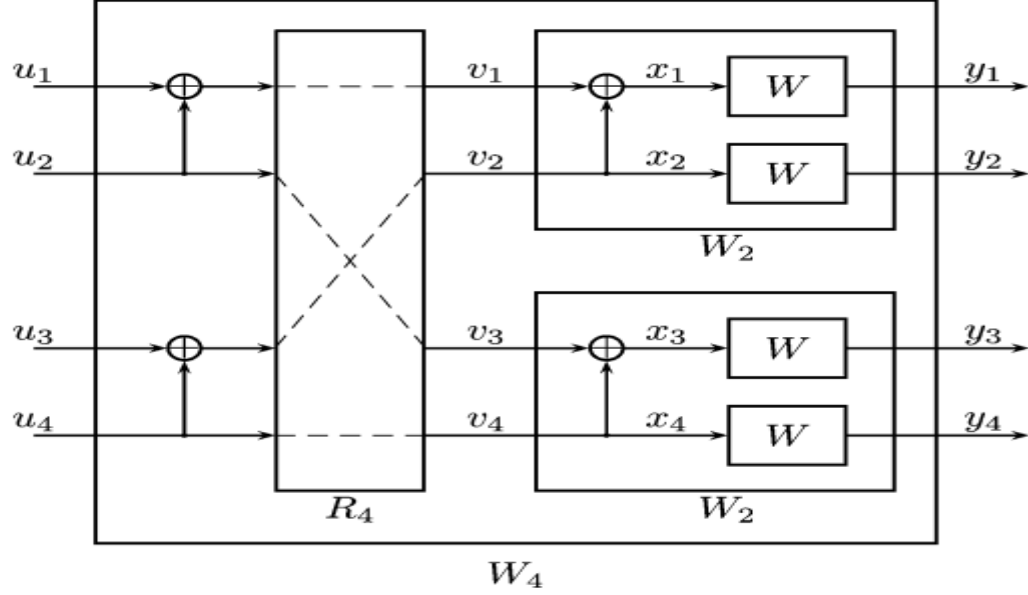 u₁ v₁ x₁ W y₁
u₂ v₂ x₂ W y₂
W₂
u₃ v₃ x₃ W y₃
u₄ v₄ x₄ W y₄
R₄ W₂
W₄